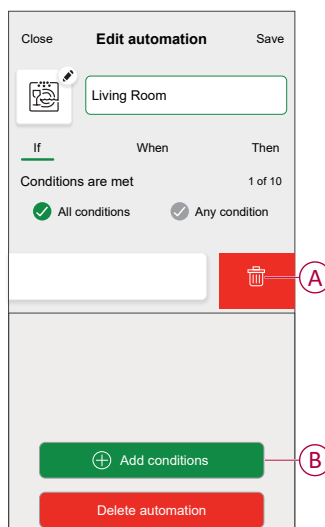 Close Edit automation Save
Living Room
If When Then
Conditions are met 1 of 10
All conditions Any condition
A
Add conditions B
Delete automation